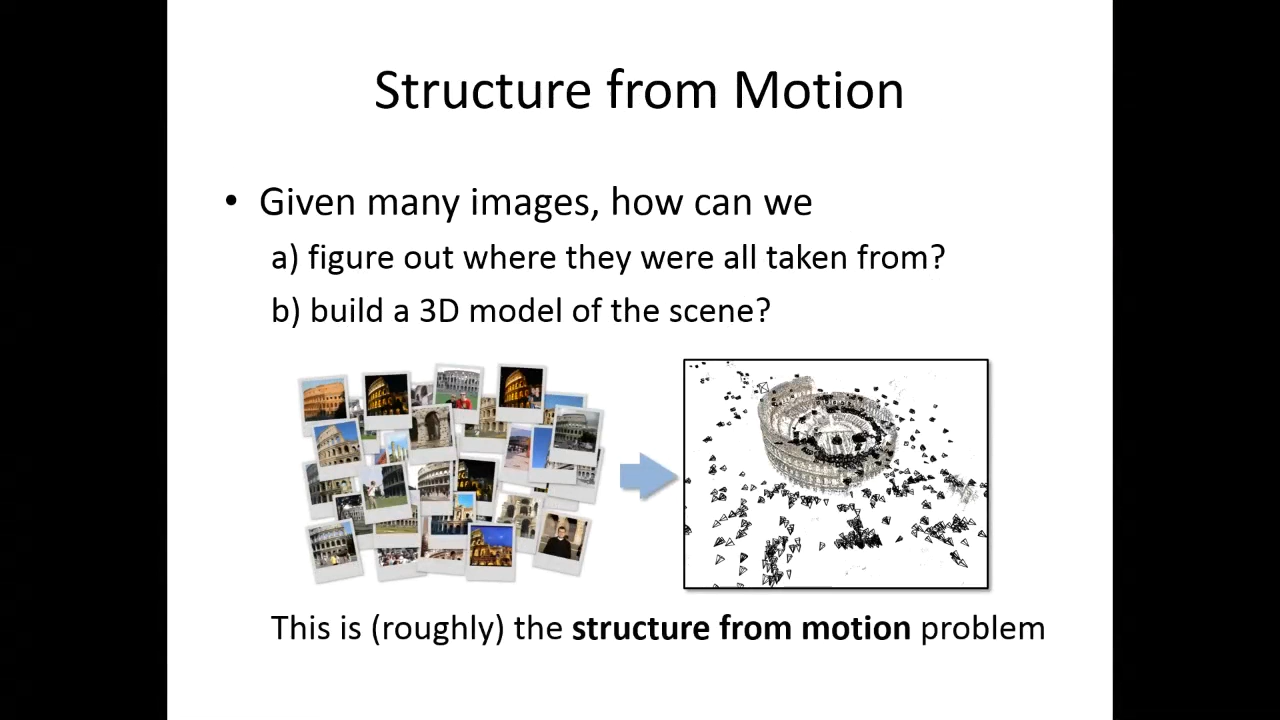 Structure from Motion
• Given many images, how can we
a) figure out where they were all taken from?
b) build a 3D model of the scene?
This is (roughly) the structure from motion problem